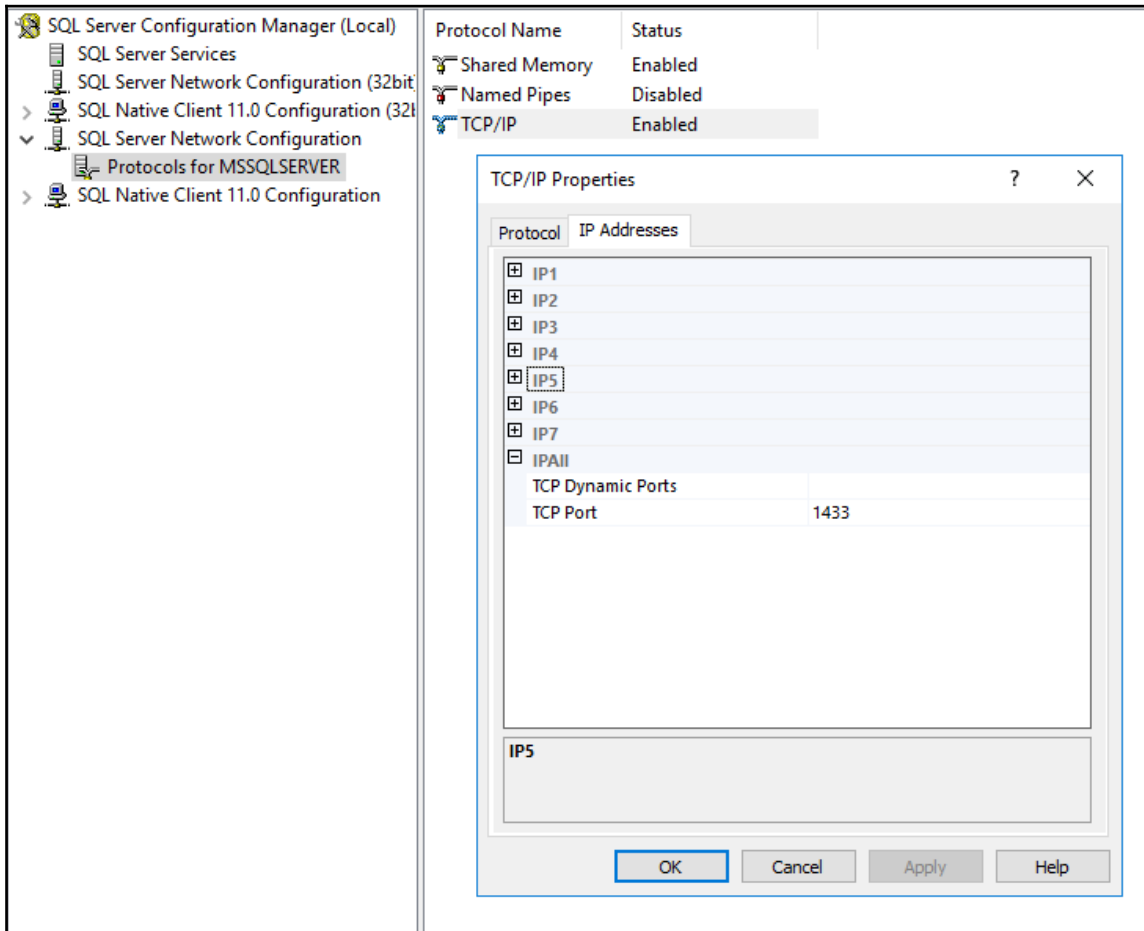 SQL Server Configuration Manager (Local)
SQL Server Services
SQL Server Network Configuration (32bit
SQL Native Client 11.0 Configuration (32
SQL Server Network Configuration
Protocols for MSSQLSERVER
SQL Native Client 11.0 Configuration
Protocol Name Status
Shared Memory Enabled
Named Pipes Disabled
TCP/IP Enabled
TCP/IP Properties ?
Protocol IP Addresses
IP1
IP2
IP3
IP4
IP5
IP6
IP7
IPAll
TCP Dynamic Ports
TCP Port 1433
IP5
OK Cancel Apply Help